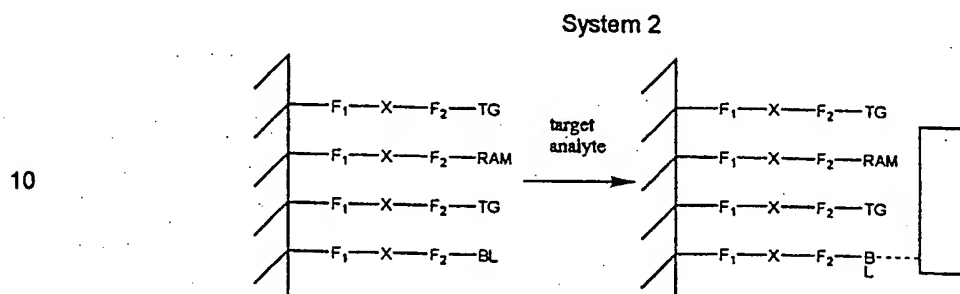 System 2
F₁—X—F₂—TG
F₁—X—F₂—RAM
F₁—X—F₂—TG
F₁—X—F₂—BL
10
target
analyte
F₁—X—F₂—TG
F₁—X—F₂—RAM
F₁—X—F₂—TG
F₁—X—F₂—B
L